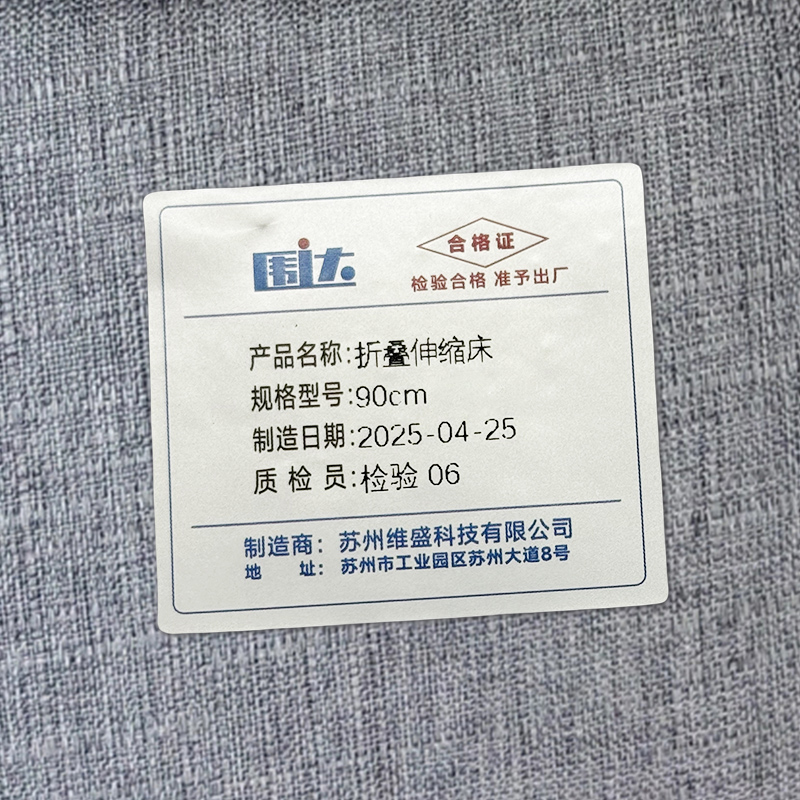 围达
合格证
检验合格 准予出厂
产品名称:折叠伸缩床
规格型号:90cm
制造日期:2025-04-25
质 检 员:检验 06
制造商：苏州维盛科技有限公司
地 址：苏州市工业园区苏州大道8号